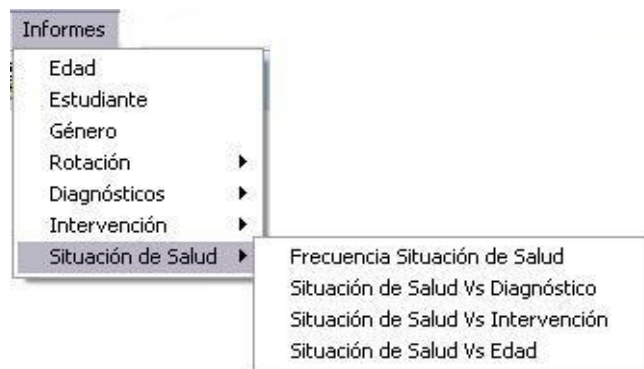 Informes
Edad
Estudiante
Género
Rotación
Diagnósticos
Intervención
Situación de Salud
Frecuencia Situación de Salud
Situación de Salud Vs Diagnóstico
Situación de Salud Vs Intervención
Situación de Salud Vs Edad